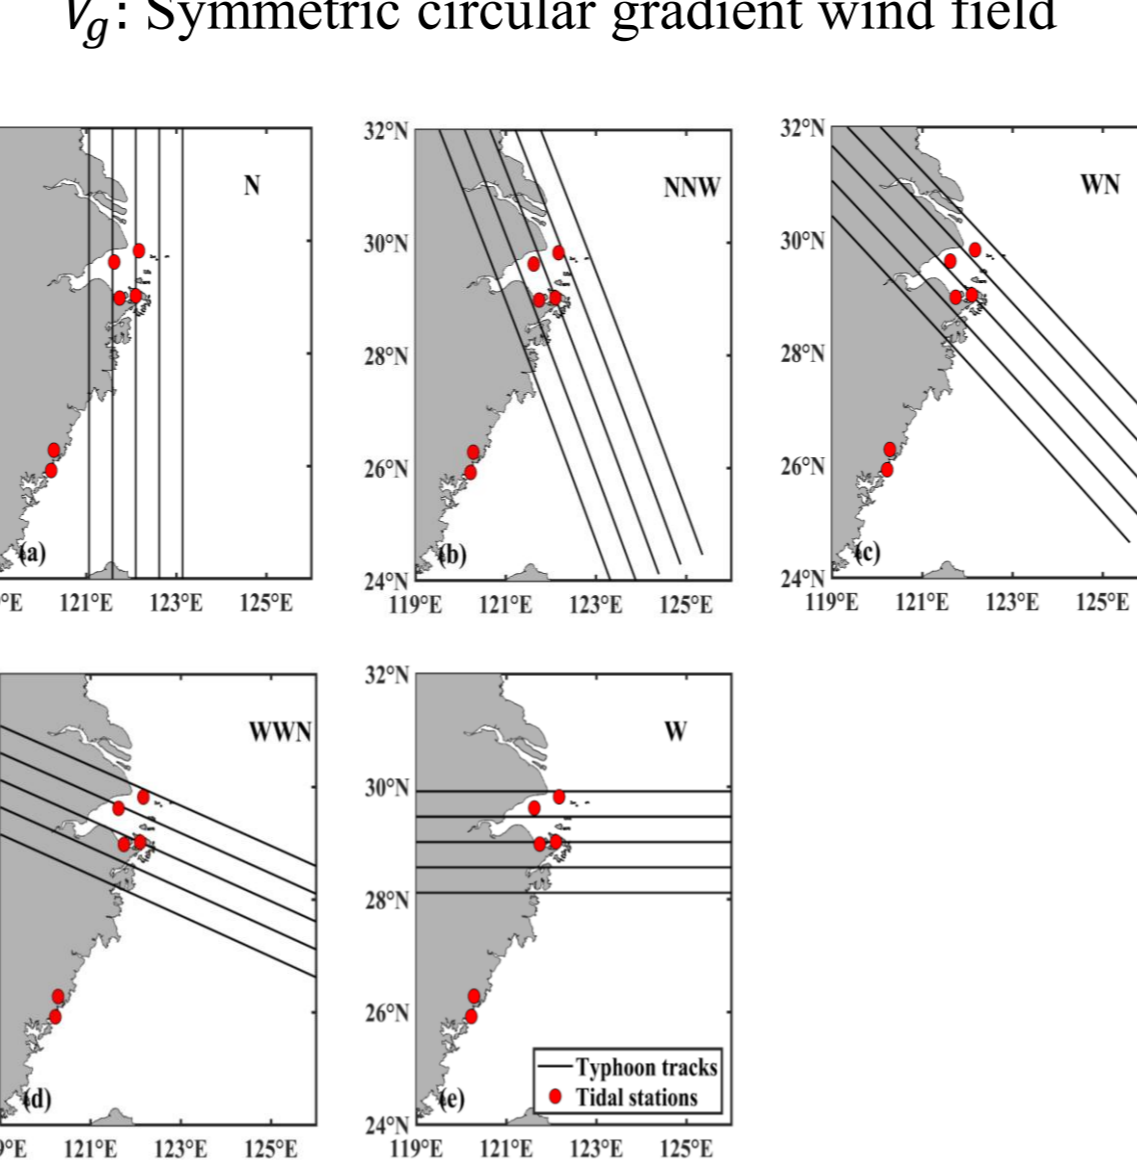 V_g: Symmetric circular gradient wind field
N
(a)
°E 121°E 123°E 125°E
32°N
30°N
28°N
26°N
24°N
NNW
(b)
119°E 121°E 123°E 125°E
32°N
30°N
28°N
26°N
24°N
WN
(c)
119°E 121°E 123°E 125°E
WWN
(d)
9°E 121°E 123°E 125°E
32°N
30°N
28°N
26°N
24°N
W
Typhoon tracks
Tidal stations
(e)
119°E 121°E 123°E 125°E